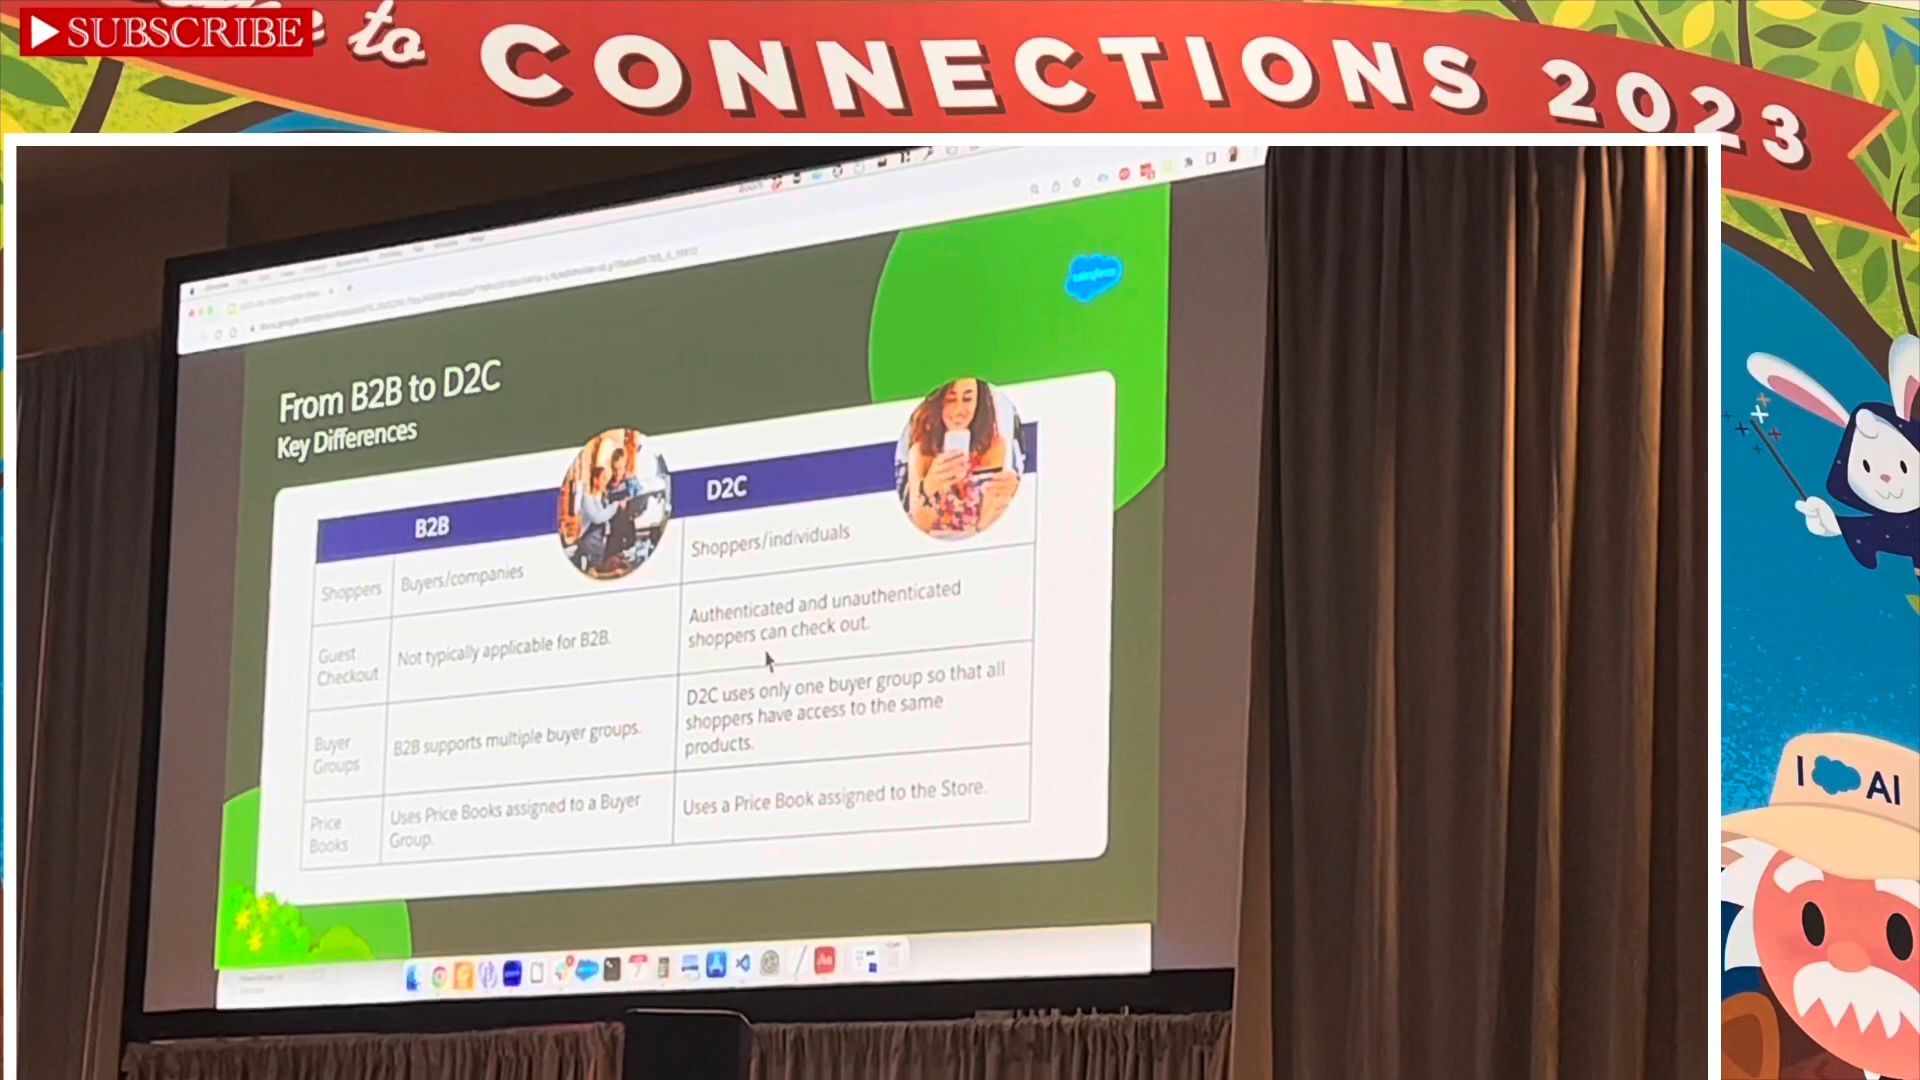 SUBSCRIBE
to CONNECTIONS 2023
salesforce
From B2B to D2C
Key Differences
B2B
D2C
Shoppers
Buyers/companies
Shoppers/individuals
Guest
Checkout
Not typically applicable for B2B.
Authenticated and unauthenticated
shoppers can check out.
Buyer
Groups
B2B supports multiple buyer groups.
D2C uses only one buyer group so that all
shoppers have access to the same
products.
Price
Books
Uses Price Books assigned to a Buyer
Group.
Uses a Price Book assigned to the Store.
I AI